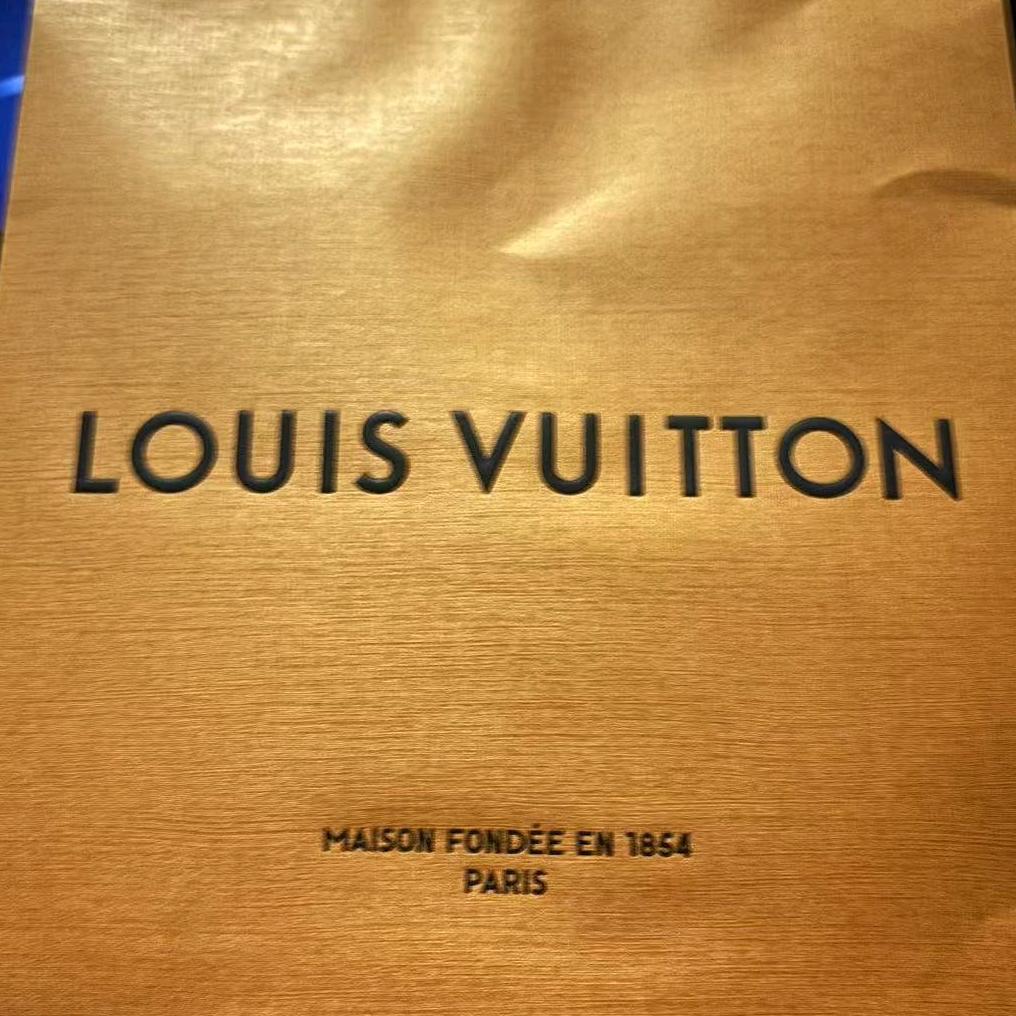 LOUIS VUITTON
MAISON FONDÉE EN 1854
PARIS